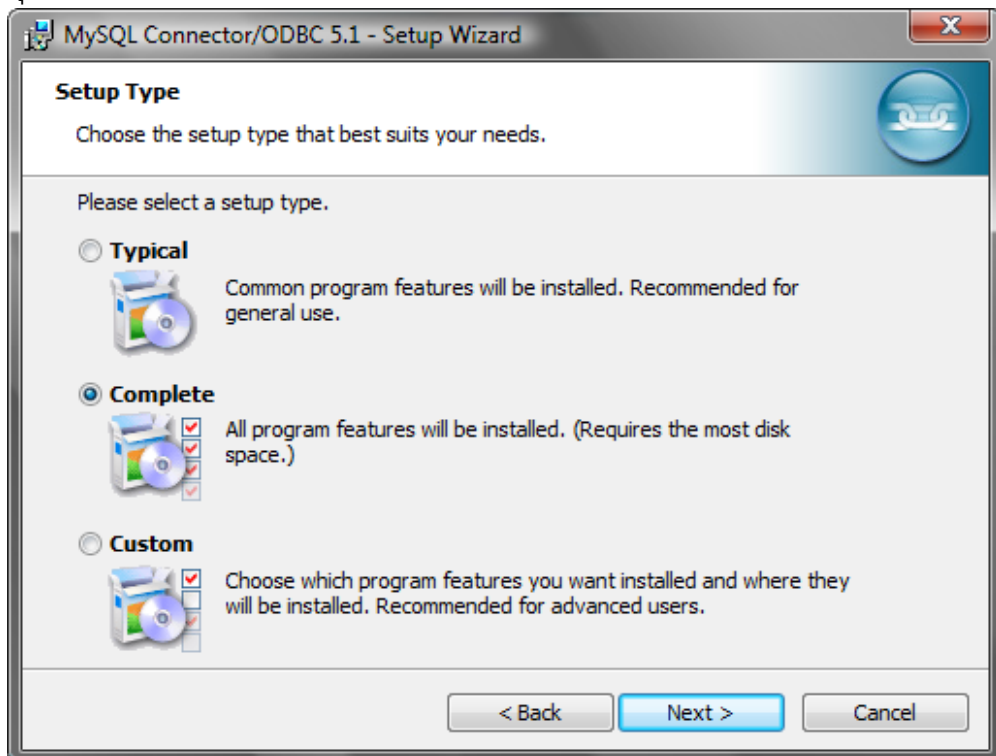 MySQL Connector/ODBC 5.1 - Setup Wizard
Setup Type
Choose the setup type that best suits your needs.
Please select a setup type.
Typical
Common program features will be installed. Recommended for
general use.
Complete
All program features will be installed. (Requires the most disk
space.)
Custom
Choose which program features you want installed and where they
will be installed. Recommended for advanced users.
< Back Next > Cancel